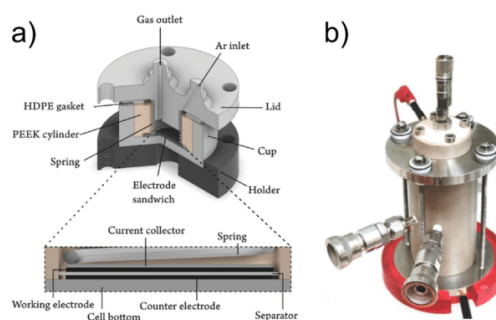 a)
Gas outlet
Ar inlet
HDPE gasket
PEEK cylinder
Spring
Lid
Cup
Electrode
sandwich
Holder
Current collector
Spring
Working electrode
Cell bottom
Counter electrode
Separator
b)